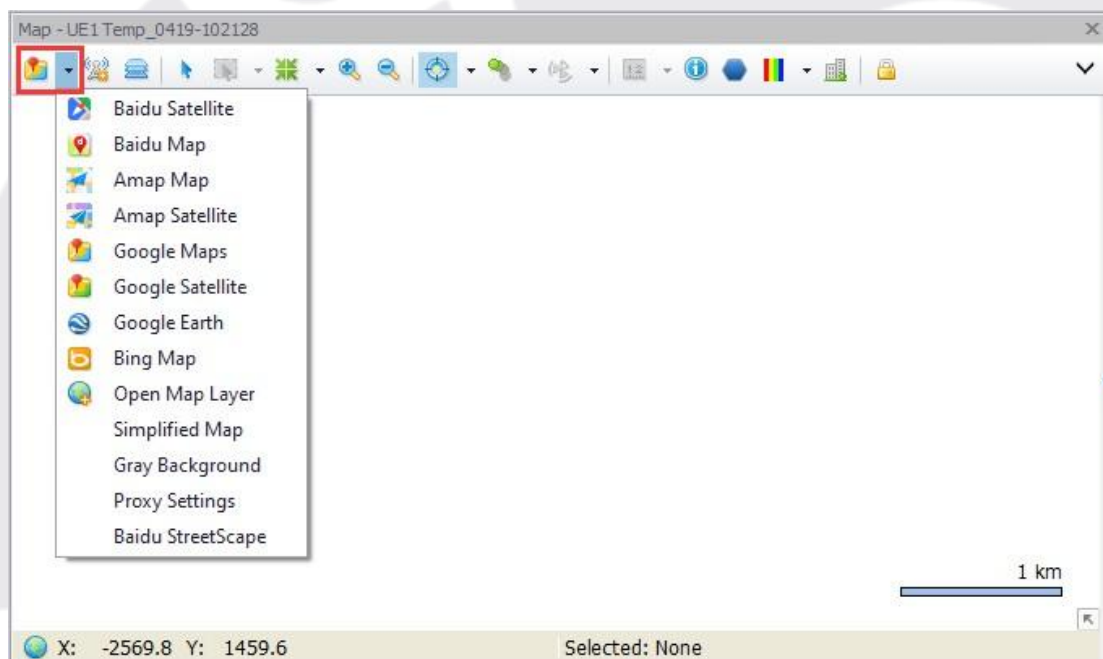 Map - UE1 Temp_0419-102128
Baidu Satellite
Baidu Map
Amap Map
Amap Satellite
Google Maps
Google Satellite
Google Earth
Bing Map
Open Map Layer
Simplified Map
Gray Background
Proxy Settings
Baidu StreetScape
1 km
X: -2569.8 Y: 1459.6 Selected: None